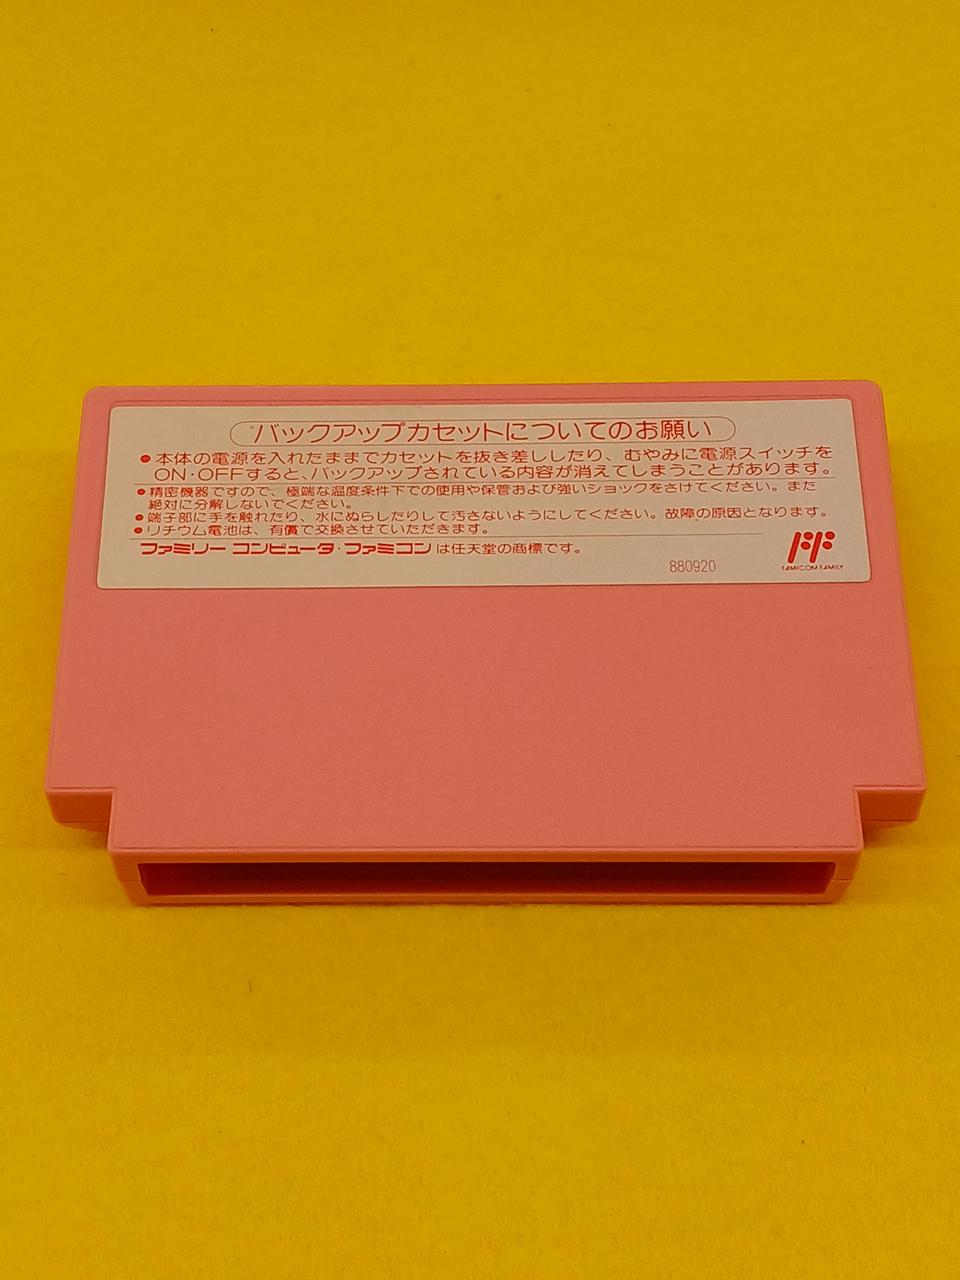 バックアップカセットについてのお願い
●本体の電源を入れたままでカセットを抜き差ししたり、むやみに電源スイッチを
ON・OFFすると、バックアップされている内容が消えてしまうことがあります。
●精密機器ですので、極端な温度条件下での使用や保管および強いショックをさけてください。また
絶対に分解しないでください。
●端子部に手を触れたり、水にぬらしたりして汚さないようにしてください。故障の原因となります。
●リチウム電池は、有償で交換させていただきます。
ファミリー コンピュータ・ファミコン は任天堂の商標です。
880920
FAMICOM FAMILY